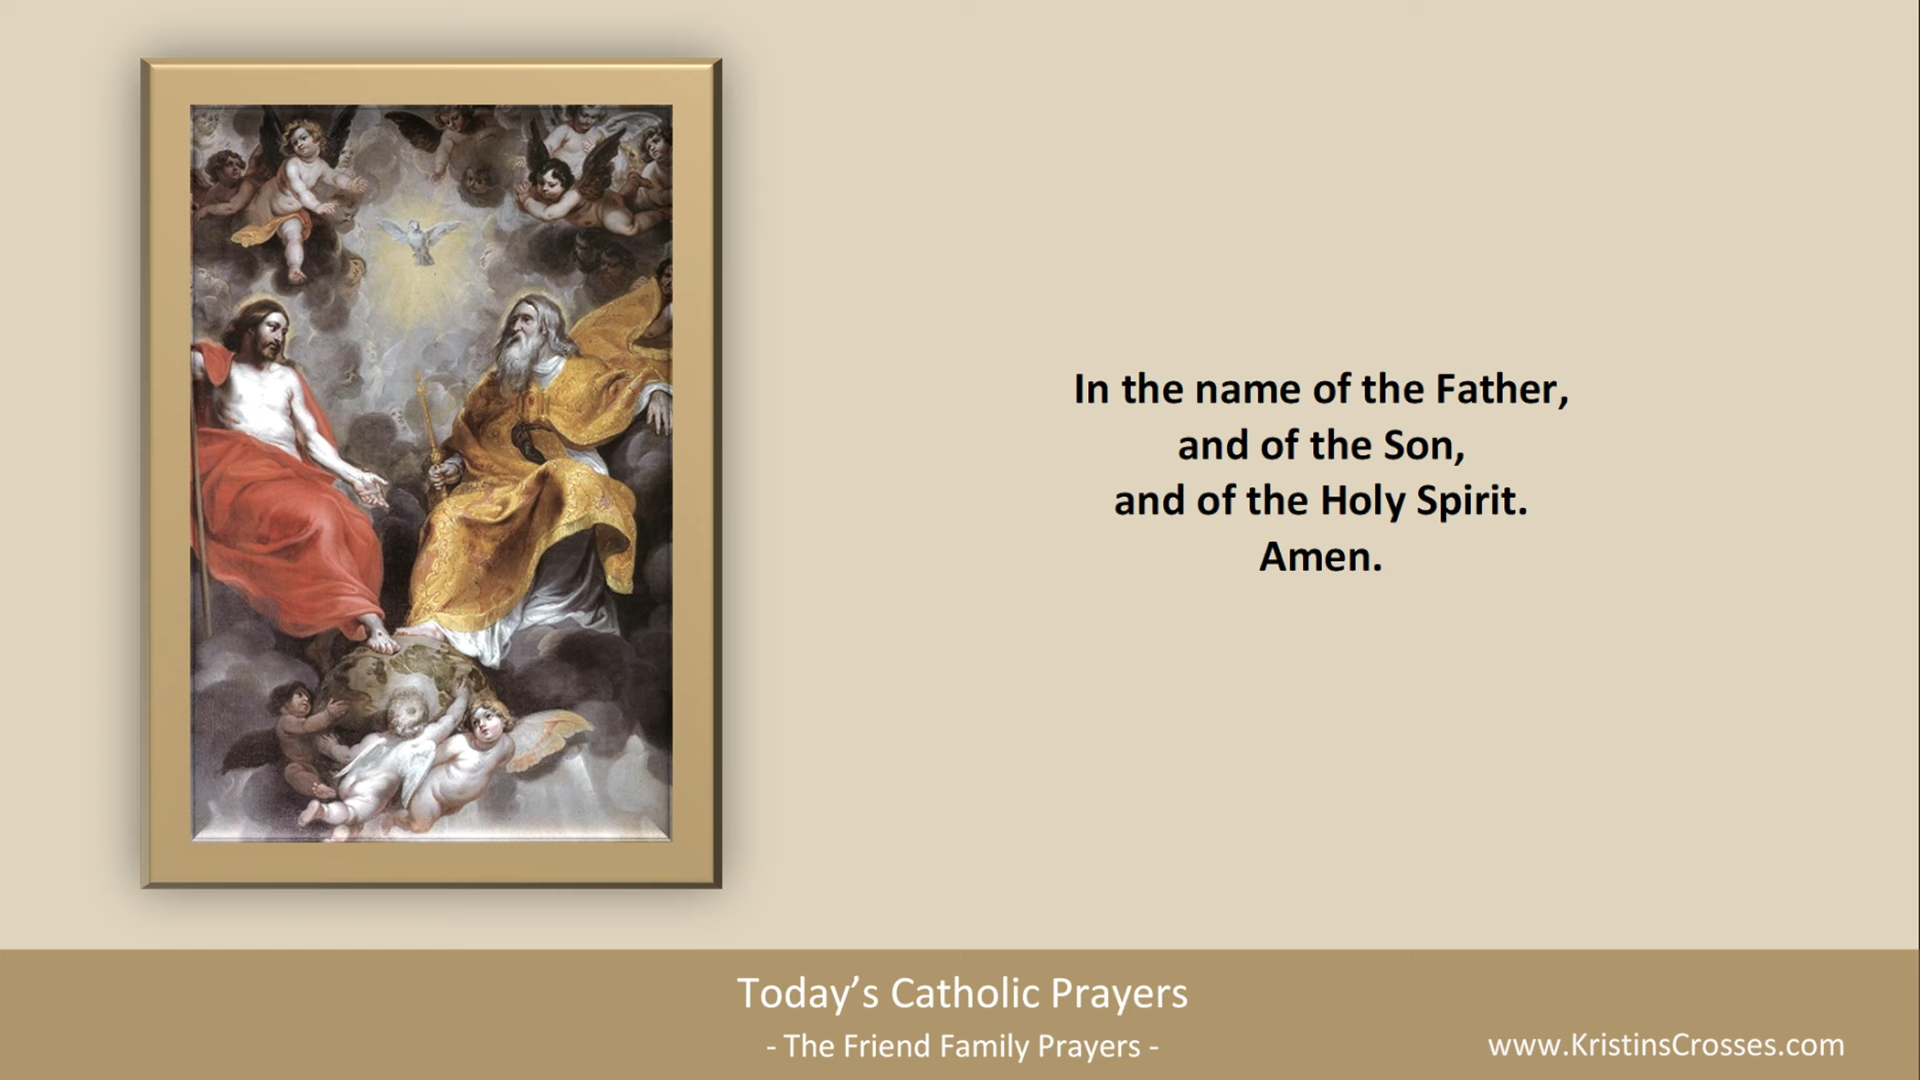 In the name of the Father,
and of the Son,
and of the Holy Spirit.
Amen.
Today’s Catholic Prayers
- The Friend Family Prayers -
www.KristinsCrosses.com